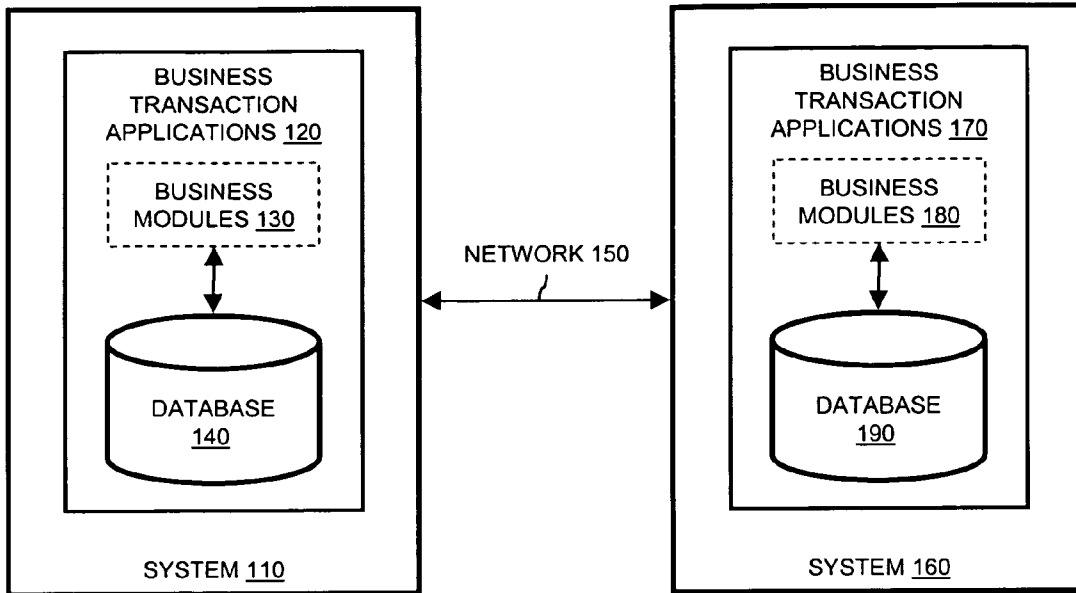 BUSINESS
TRANSACTION
APPLICATIONS 120
BUSINESS
MODULES 130
DATABASE
140
SYSTEM 110
NETWORK 150
BUSINESS
TRANSACTION
APPLICATIONS 170
BUSINESS
MODULES 180
DATABASE
190
SYSTEM 160